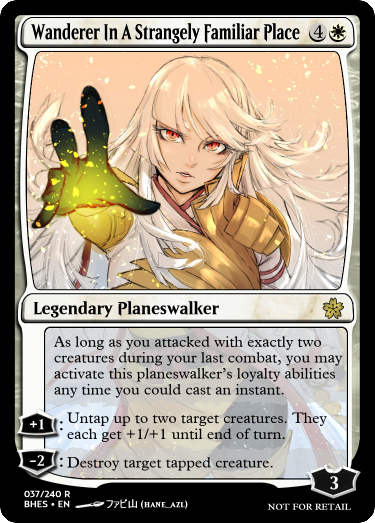 Wanderer In A Strangely Familiar Place 4
Legendary Planeswalker
As long as you attacked with exactly two
creatures during your last combat, you may
activate this planeswalker's loyalty abilities
any time you could cast an instant.
+1: Untap up to two target creatures. They
each get +1/+1 until end of turn.
-2: Destroy target tapped creature.
3
037/240 R
BHES • EN ファビ山 (HANE_AZL)
NOT FOR RETAIL